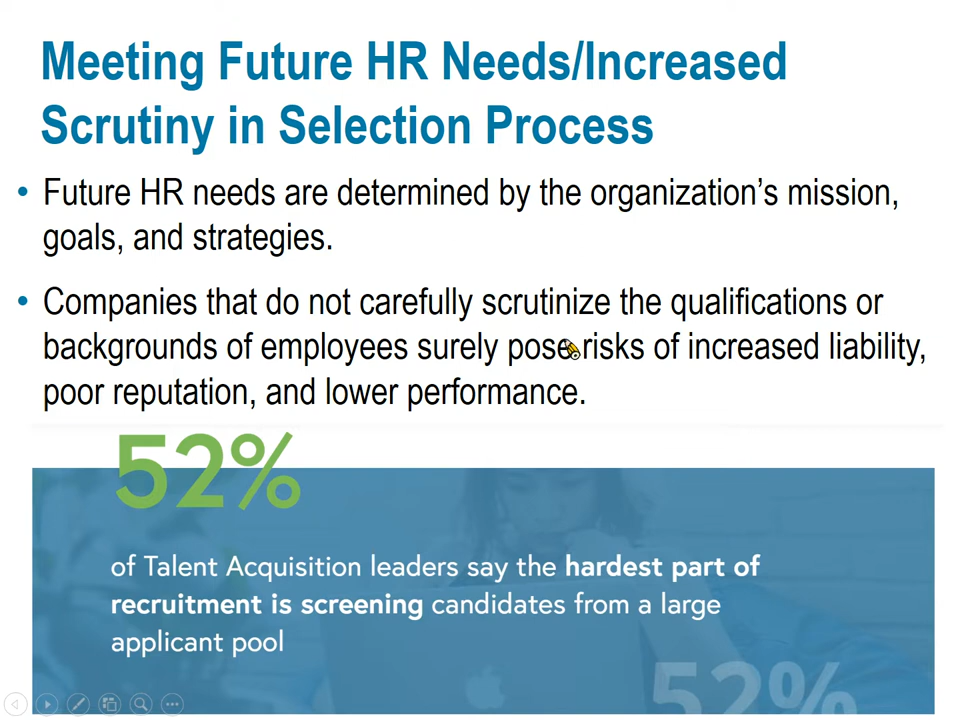 Meeting Future HR Needs/Increased
Scrutiny in Selection Process
• Future HR needs are determined by the organization's mission,
goals, and strategies.
• Companies that do not carefully scrutinize the qualifications or
backgrounds of employees surely pose risks of increased liability,
poor reputation, and lower performance.
52%
of Talent Acquisition leaders say the hardest part of
recruitment is screening candidates from a large
applicant pool
52%